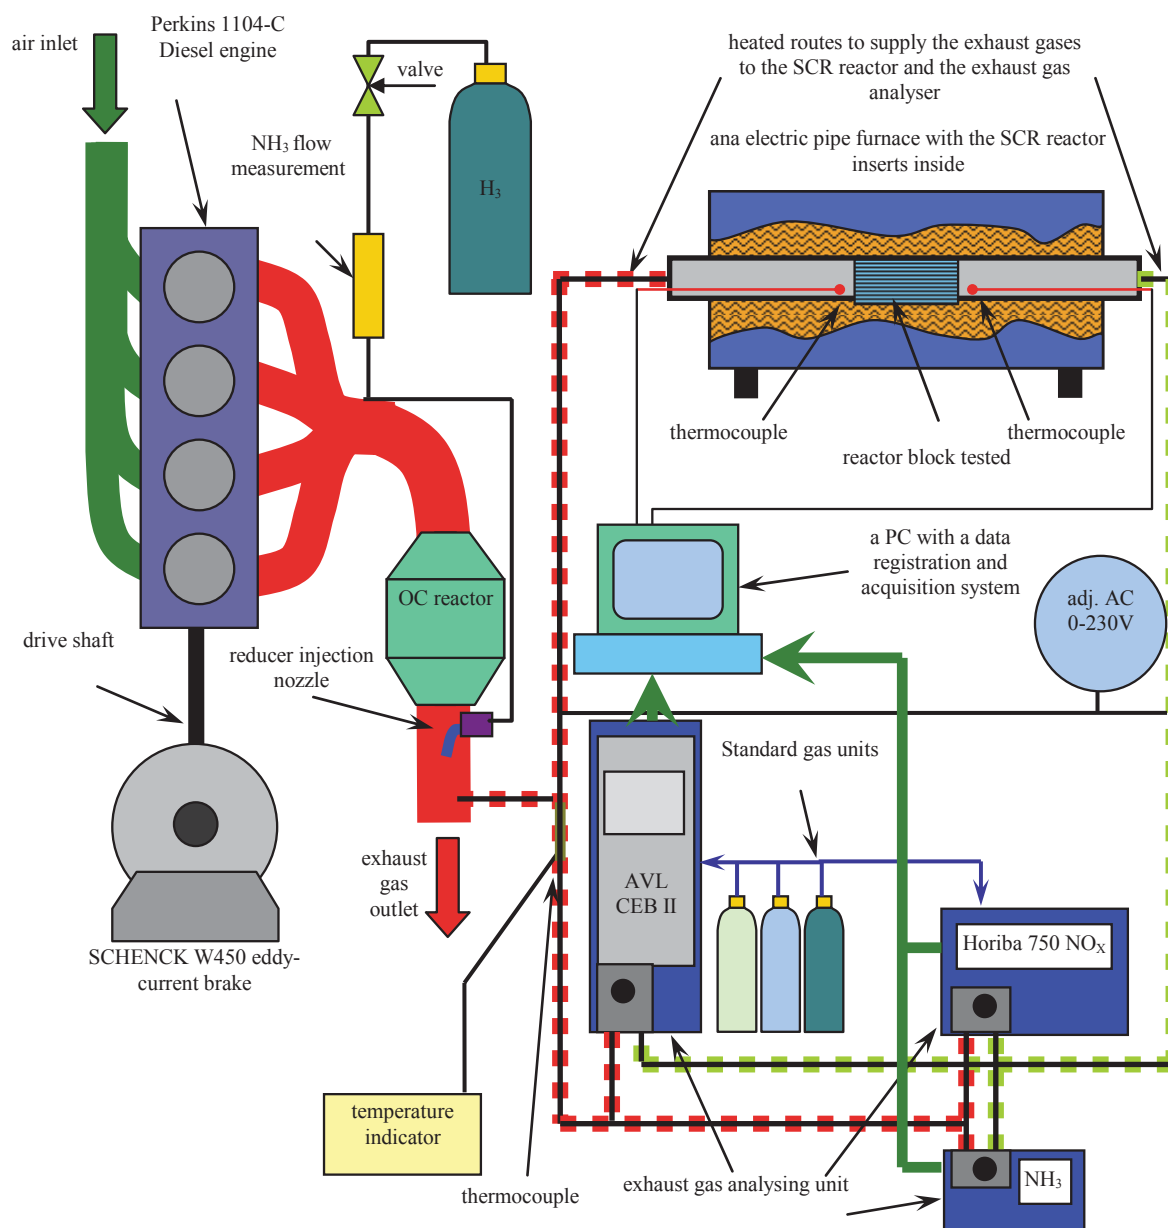 Perkins 1104-C
Diesel engine
air inlet
valve
NH₃ flow
measurement
H₃
heated routes to supply the exhaust gases
to the SCR reactor and the exhaust gas
analyser
ana electric pipe furnace with the SCR reactor
inserts inside
thermocouple
thermocouple
reactor block tested
a PC with a data
registration and
acquisition system
adj. AC
0-230V
OC reactor
drive shaft
reducer injection
nozzle
Standard gas units
exhaust
gas
outlet
AVL
CEB II
Horiba 750 NOX
SCHENCK W450 eddy-
current brake
temperature
indicator
thermocouple
exhaust gas analysing unit
NH₃